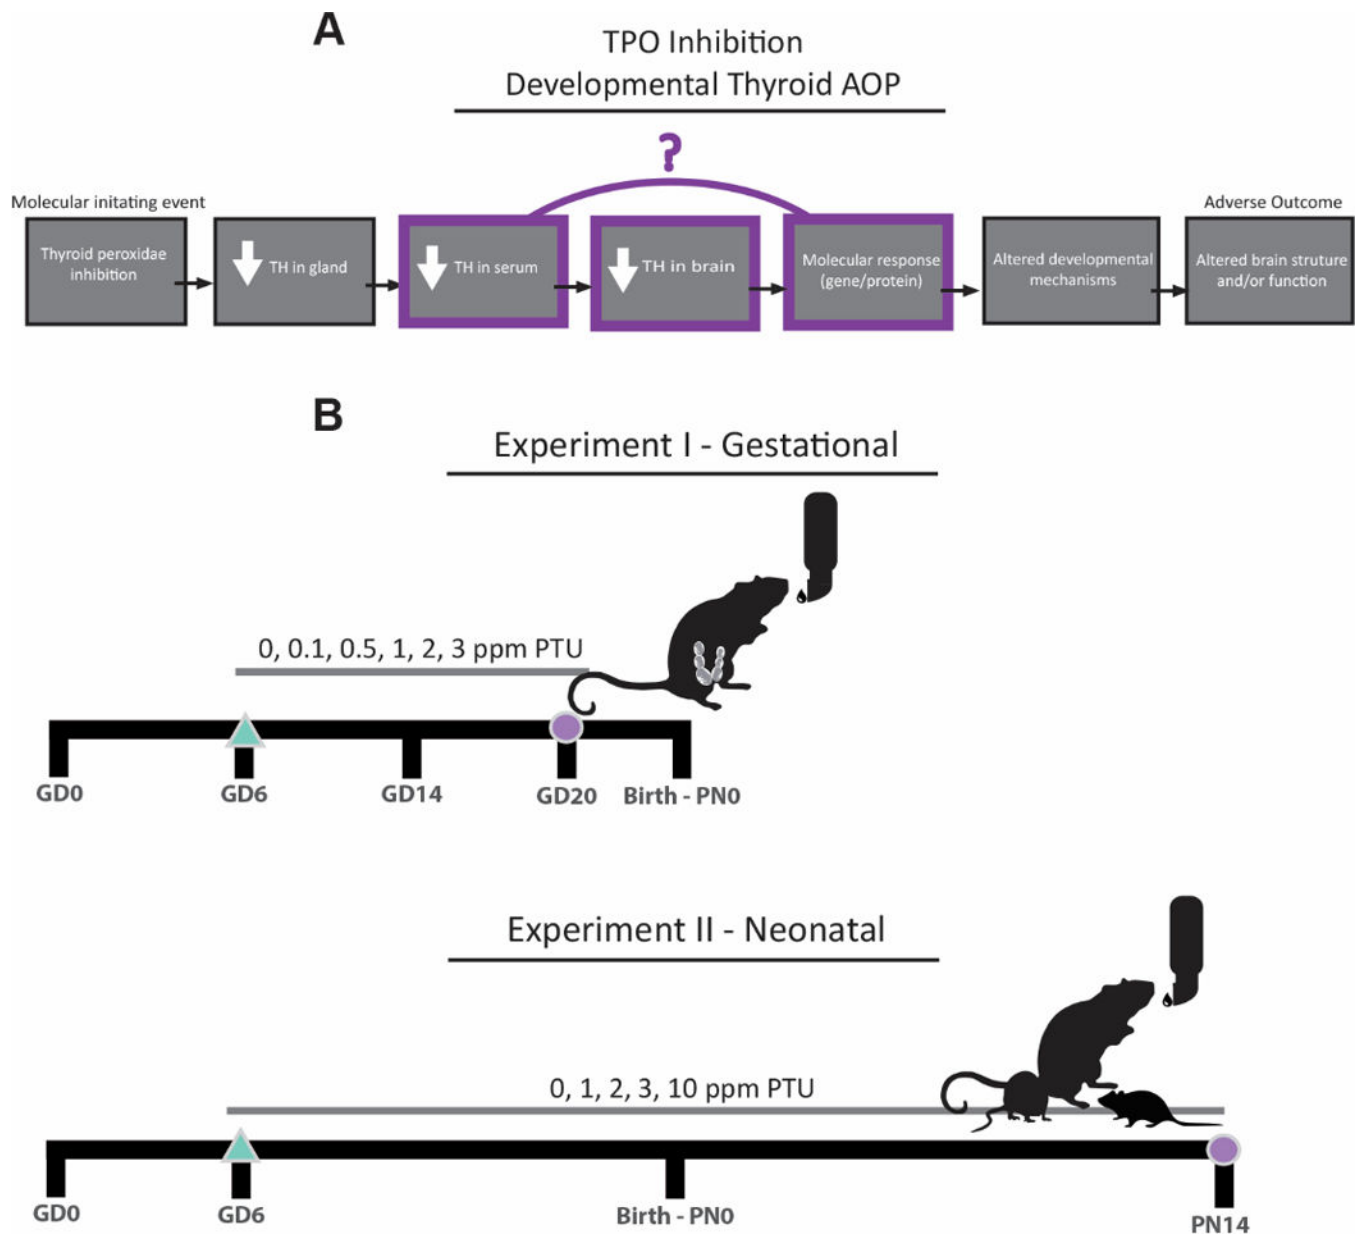 A
TPO Inhibition
Developmental Thyroid AOP
?
Molecular initating event
Adverse Outcome
Thyroid peroxidae
inhibition
TH in gland
TH in serum
TH in brain
Molecular response
(gene/protein)
Altered developmental
mechanisms
Altered brain struture
and/or function
B
Experiment I - Gestational
0, 0.1, 0.5, 1, 2, 3 ppm PTU
GD0
GD6
GD14
GD20
Birth - PN0
Experiment II - Neonatal
0, 1, 2, 3, 10 ppm PTU
GD0
GD6
Birth - PN0
PN14